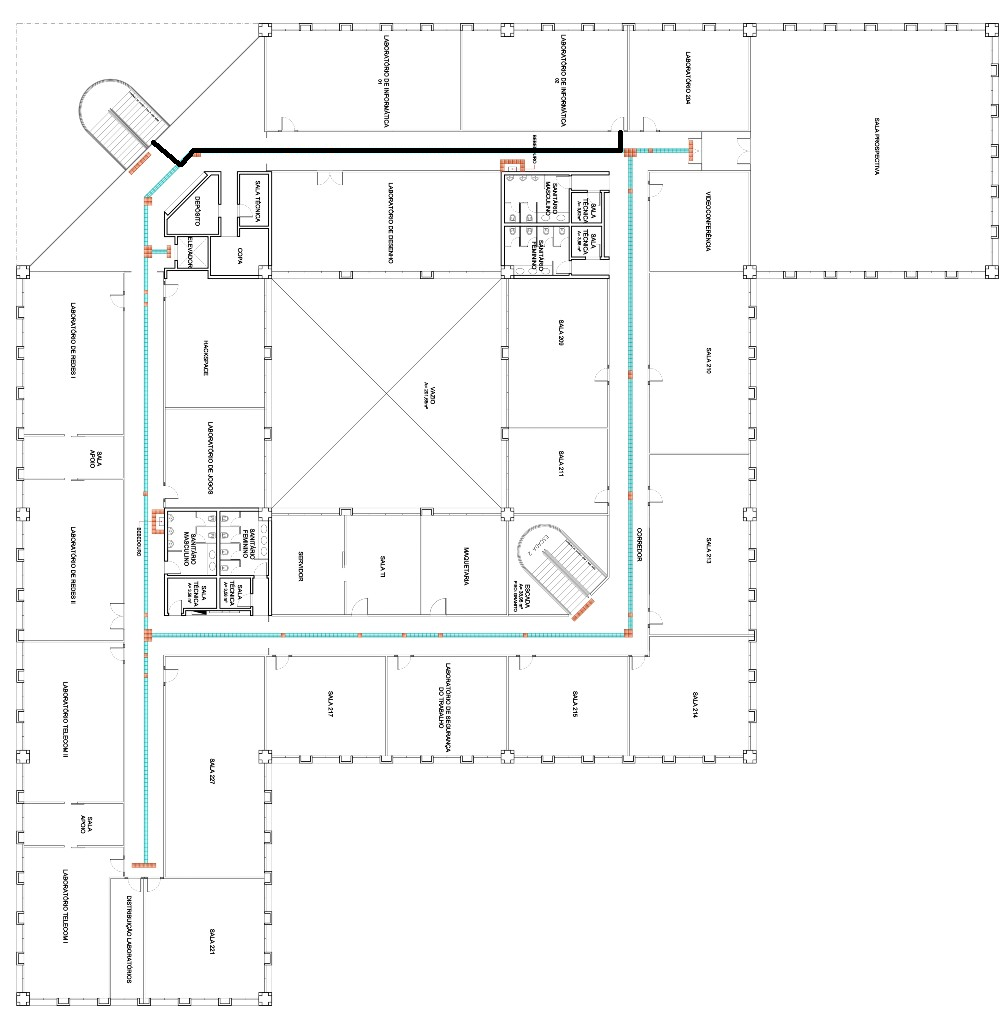 LABORATÓRIO DE INFORMÁTICA
01
LABORATÓRIO DE INFORMÁTICA
02
LABORATÓRIO 204
SALA PROSPECTIVA
BEBEDOURO
SALA TÉCNICA
DEPÓSITO
ELEVADOR
COPA
LABORATÓRIO DE DESENHO
SANITÁRIO
MASCULINO
SALA
TÉCNICA
SANITÁRIO
FEMININO
SALA
TÉCNICA
VIDEOCONFERÊNCIA
LABORATÓRIO DE REDES I
HACKSPACE
VAZIO
SALA 209
SALA 210
SALA
APOIO
LABORATÓRIO DE JOGOS
SALA 211
LABORATÓRIO DE REDES II
BEBEDOURO
SANITÁRIO
MASCULINO
SANITÁRIO
FEMININO
SALA
TÉCNICA
SALA
TÉCNICA
SERVIDOR
SALA TI
MAQUETARIA
ESCADA 2
ESCADA
CORREDOR
SALA 213
LABORATÓRIO TELECOM II
SALA 227
SALA 217
LABORATÓRIO DE SEGURANÇA
DO TRABALHO
SALA 215
SALA 214
SALA
APOIO
LABORATÓRIO TELECOM I
DISTRIBUIÇÃO LABORATÓRIOS
SALA 221